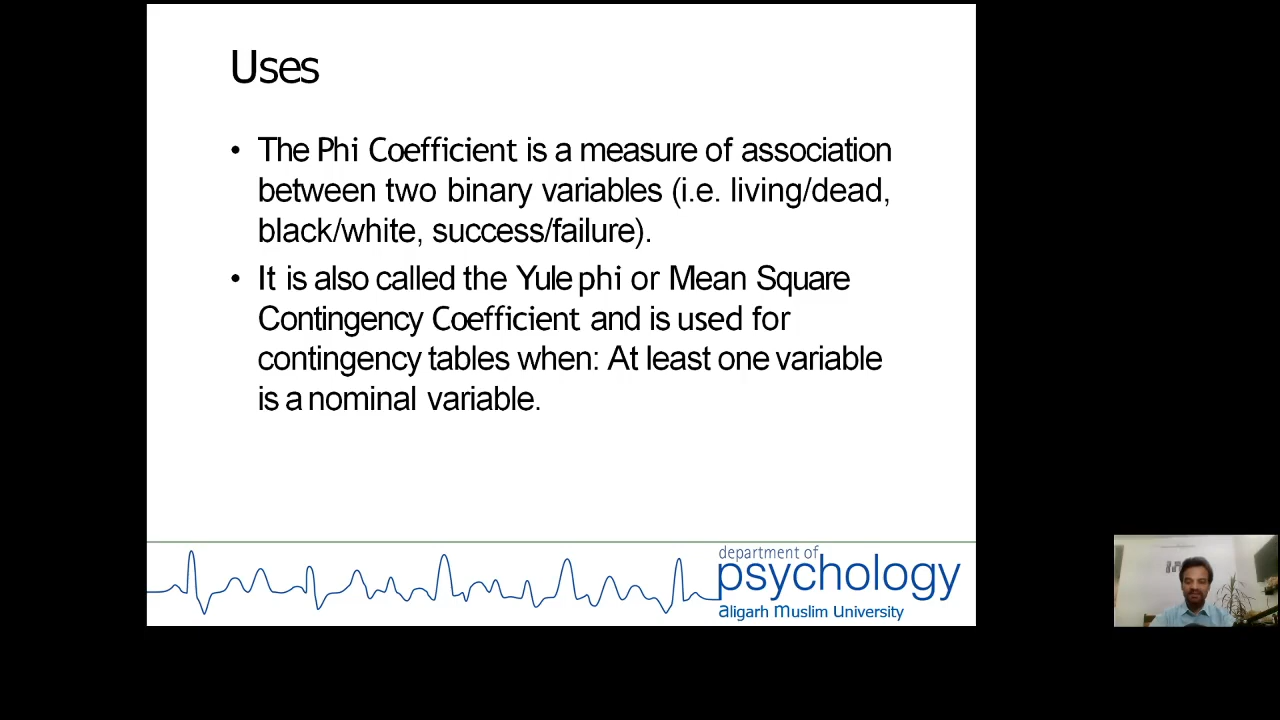 Uses
• The Phi Coefficient is a measure of association
between two binary variables (i.e. living/dead,
black/white, success/failure).
• It is also called the Yule phi or Mean Square
Contingency Coefficient and is used for
contingency tables when: At least one variable
is a nominal variable.
department of
psychology
aligarh Muslim University